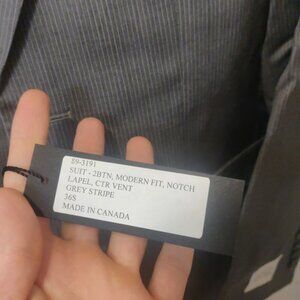 89-3191
SUIT - 2BTN, MODERN FIT, NOTCH
LAPEL, CTR VENT
GREY STRIPE
36S
MADE IN CANADA